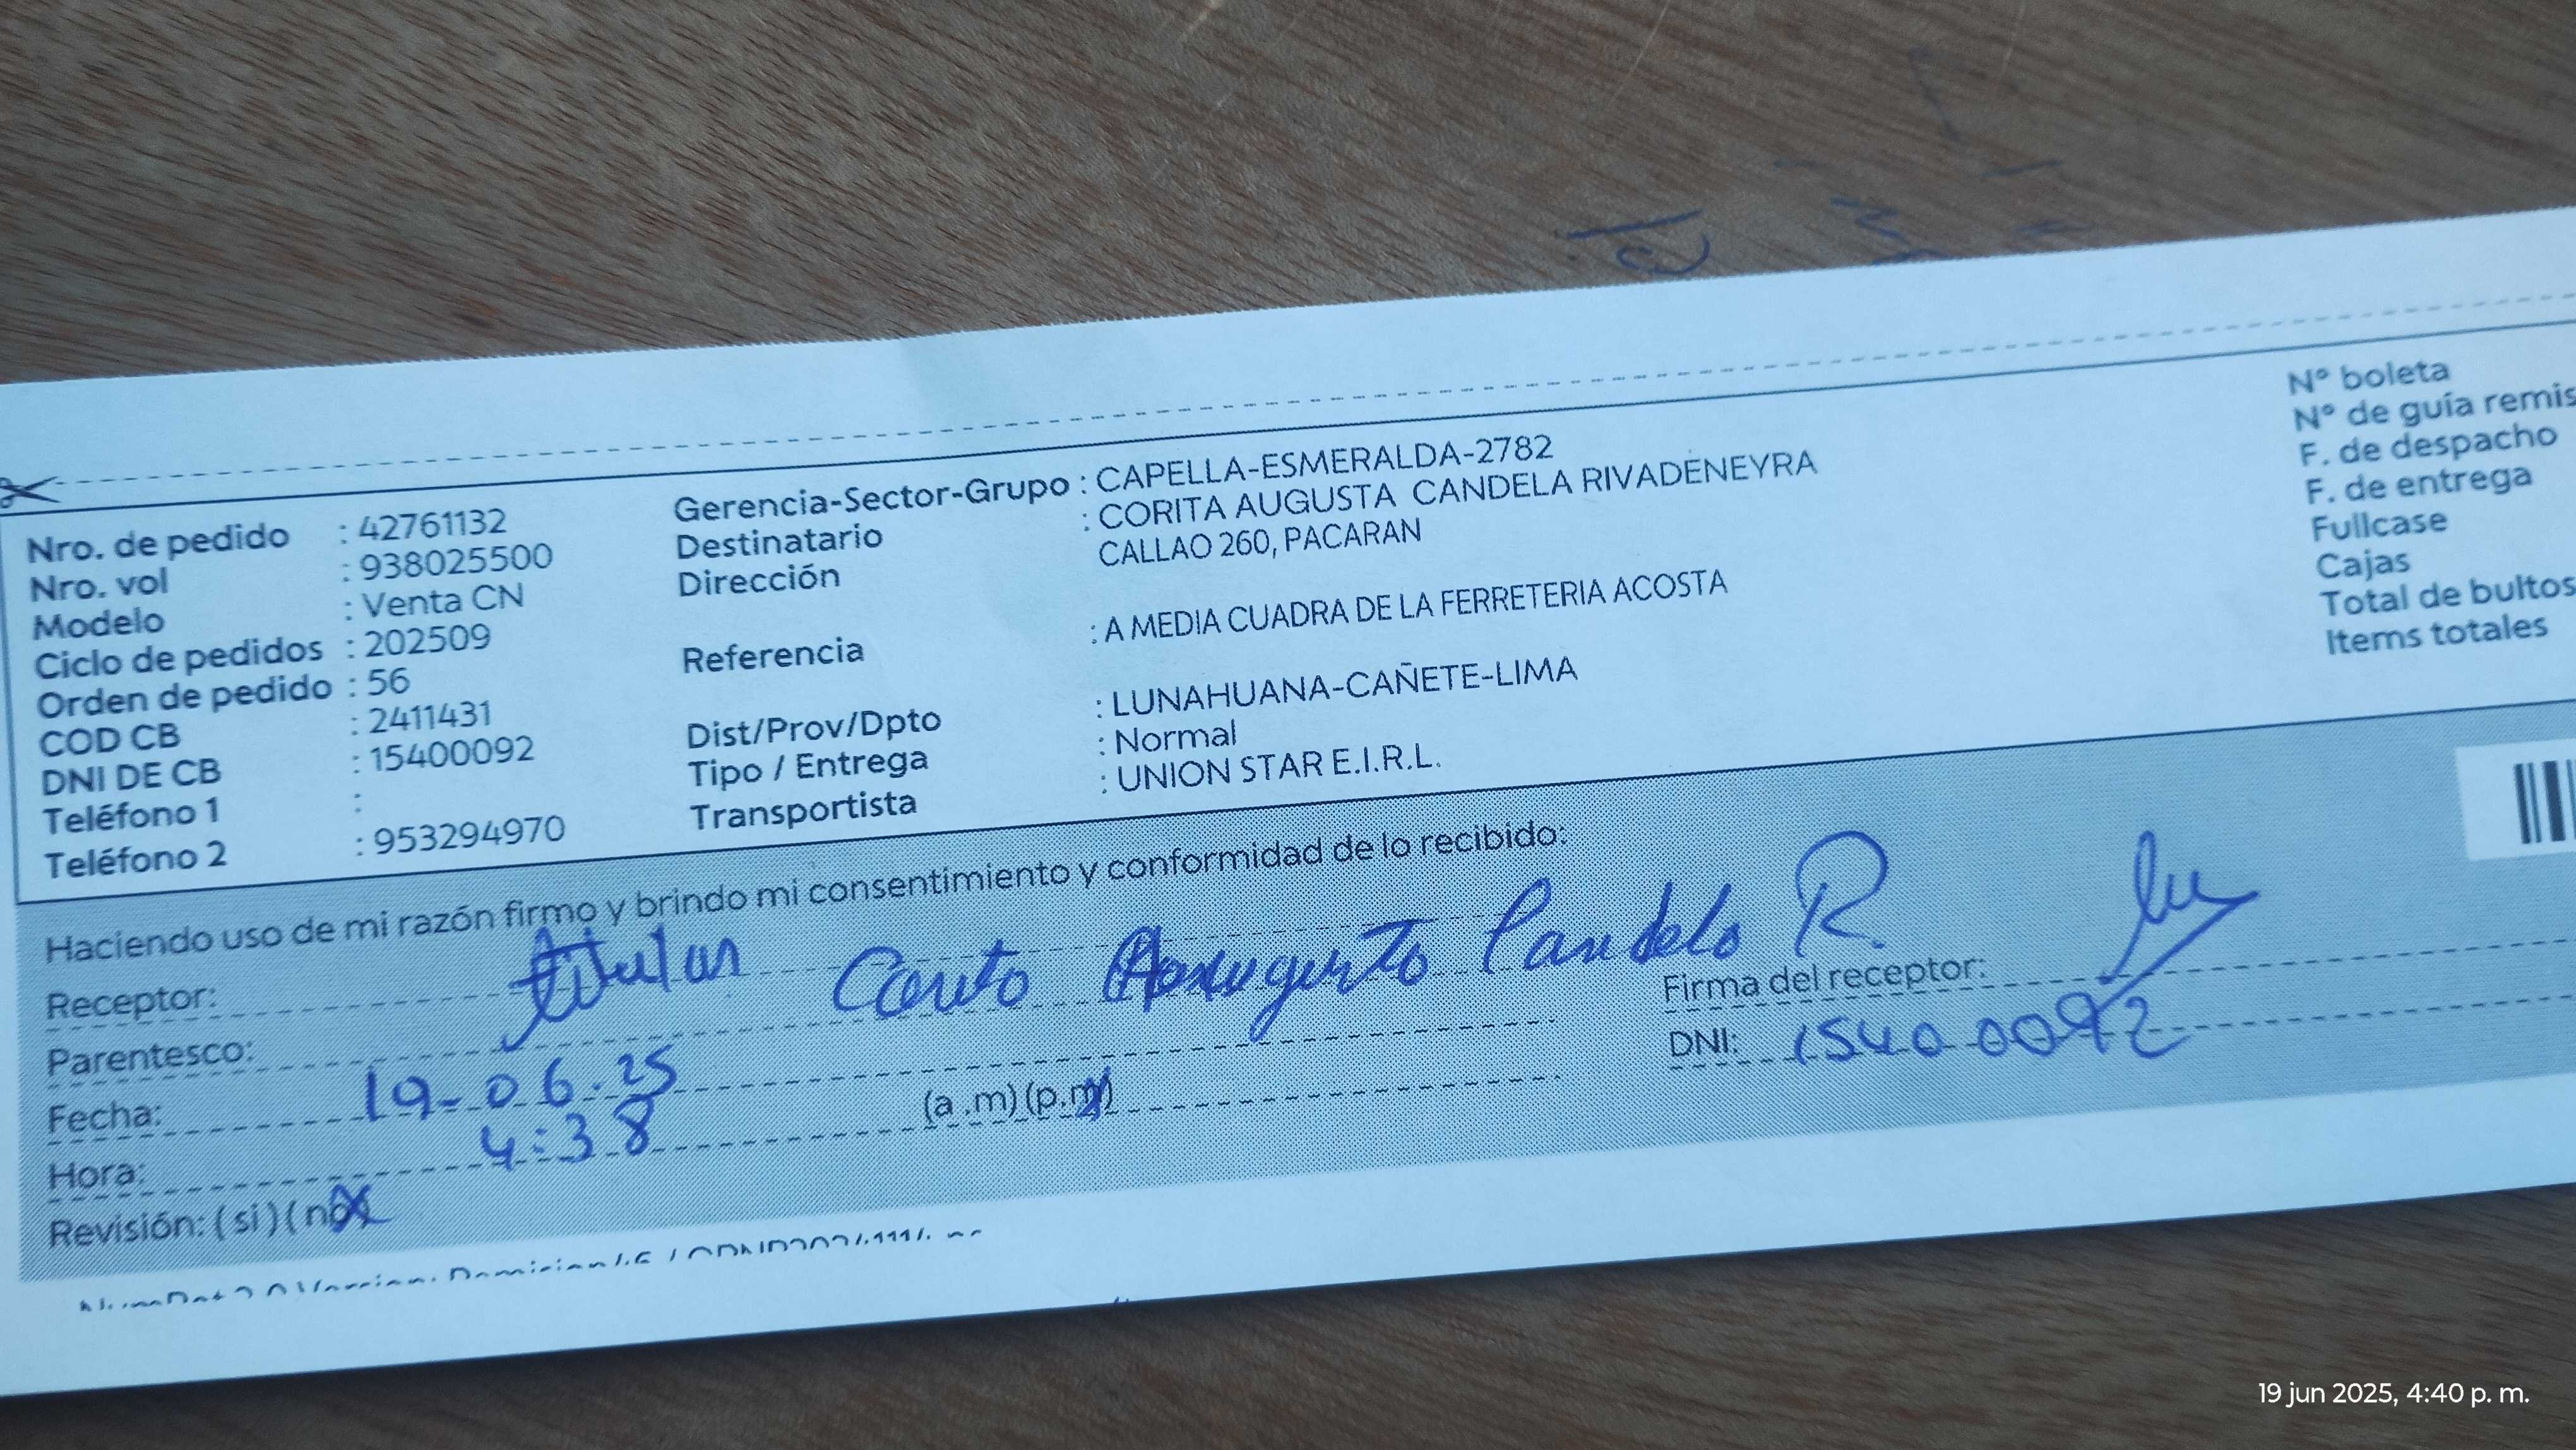 Nro. de pedido : 42761132
Nro. vol : 938025500
Modelo : Venta CN
Ciclo de pedidos : 202509
Orden de pedido : 56
COD CB : 2411431
DNI DE CB : 15400092
Teléfono 1 :
Teléfono 2 : 953294970
Gerencia-Sector-Grupo : CAPELLA-ESMERALDA-2782
Destinatario : CORITA AUGUSTA CANDELA RIVADENEYRA
Dirección CALLAO 260, PACARAN
Referencia : A MEDIA CUADRA DE LA FERRETERIA ACOSTA
Dist/Prov/Dpto : LUNAHUANA-CAÑETE-LIMA
Tipo / Entrega : Normal
Transportista : UNION STAR E.I.R.L.
N° boleta
N° de guía remis
F. de despacho
F. de entrega
Fullcase
Cajas
Total de bultos
Items totales
Haciendo uso de mi razón firmo y brindo mi consentimiento y conformidad de lo recibido:
Receptor: titular Candela R.
Parentesco:
Fecha: 19-06.25
Hora: 4:38 (a .m) (p.m)
Revisión: (si) (no)
Firma del receptor:
DNI: 15400092
19 jun 2025, 4:40 p. m.